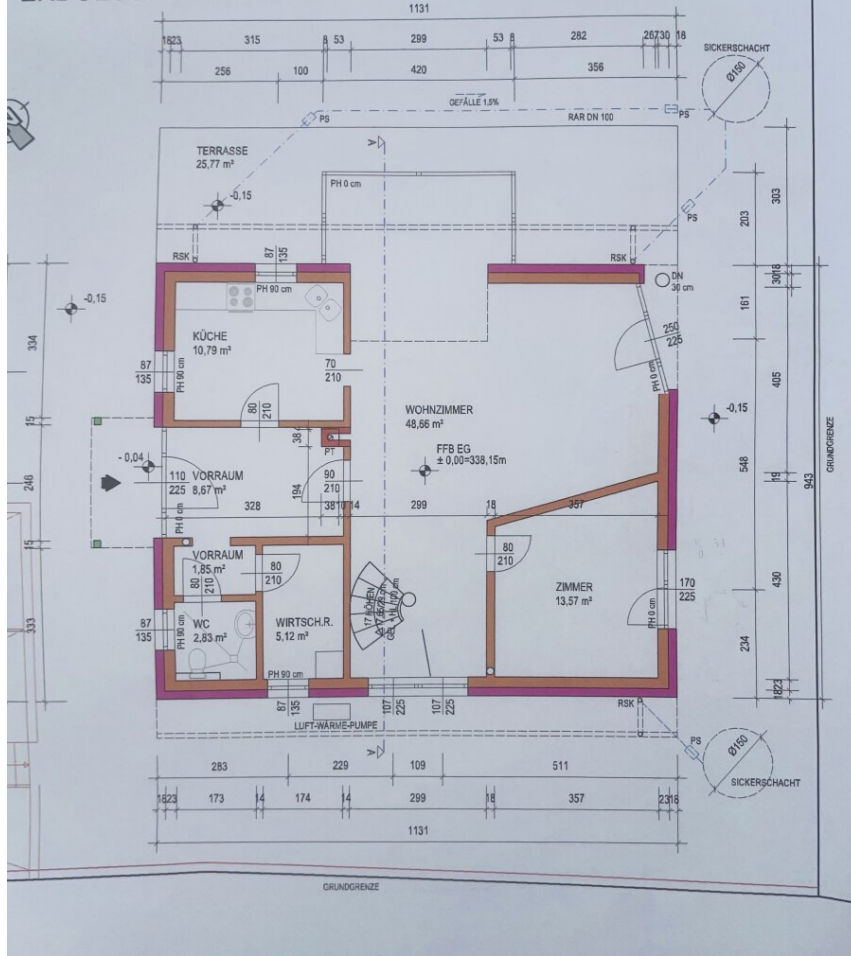 1131
18 23 315 8 53 299 53 8 282 26 7 30 18
256 100 420 356
SICKERSCHACHT
Ø150
GEFÄLLE 1,5%
RAR DN 100
PS
PS
PS
TERRASSE
25,77 m²
-0,15
A
PH 0 cm
303
203
RSK
RSK
87
135
PH 90 cm
DN
30 cm
30 18
161
-0,15
KÜCHE
10,79 m²
250
225
334
87
135
PH 90 cm
70
210
PH 0 cm
405
80
210
WOHNZIMMER
48,66 m²
-0,15
15
38
PT
FFB EG
± 0,00=338,15m
548
GRUNDGRENZE
- 0,04
110
225
VORRAUM
8,67 m²
90
210
19
943
246
PH 0 cm
328
194
38 10 14
299
18
357
15
VORRAUM
1,85 m²
80
210
80
210
80
210
17 HÖHEN
ZIMMER
13,57 m²
170
225
430
333
87
135
PH 90 cm
WC
2,83 m²
WIRTSCH.R.
5,12 m²
PH 0 cm
234
PH 90 cm
87
135
107
225
107
225
RSK
18 23
LUFT-WÄRME-PUMPE
A
PS
Ø150
SICKERSCHACHT
283 229 109 511
18 23 173 14 174 14 299 18 357 23 18
1131
GRUNDGRENZE